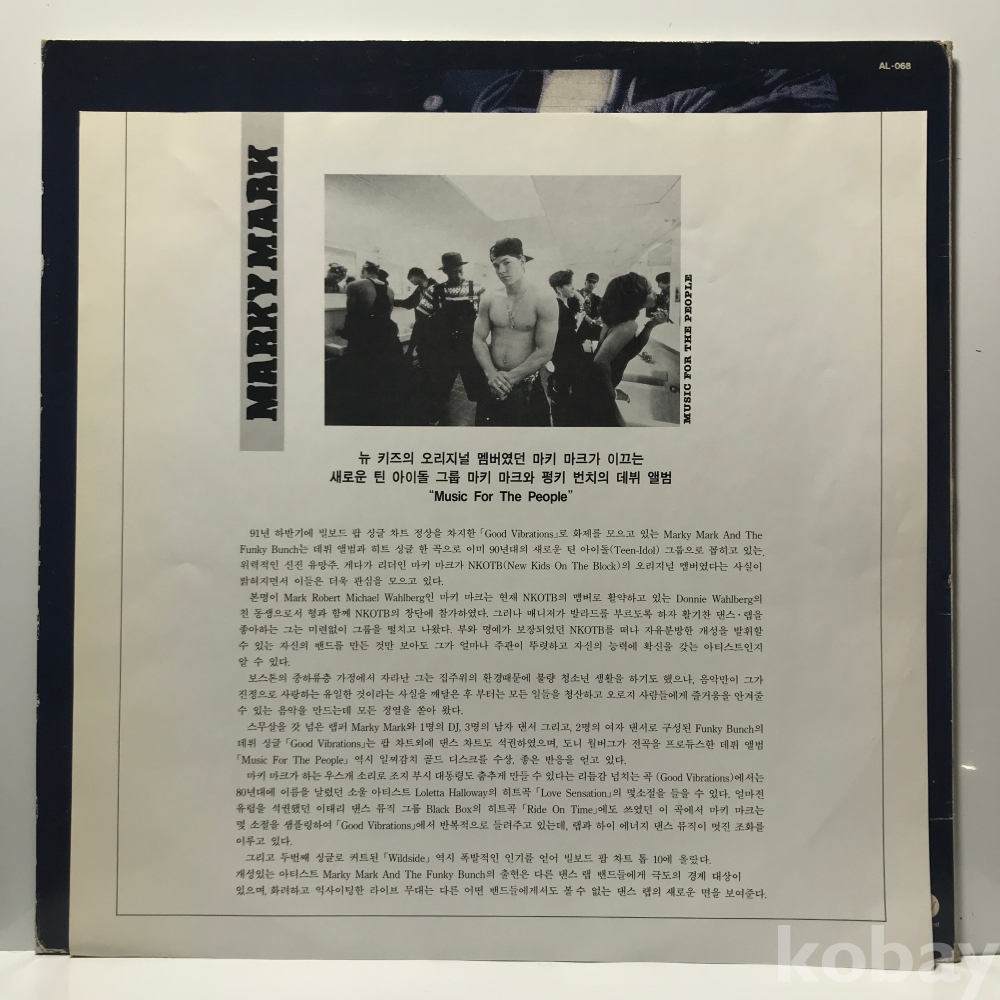 AL-068
MARKY MARK
MUSIC FOR THE PEOPLE
뉴 키즈의 오리지널 멤버였던 마키 마크가 이끄는
새로운 틴 아이돌 그룹 마키 마크와 펑키 번치의 데뷔 앨범
“Music For The People”
91년 하반기에 빌보드 팝 싱글 차트 정상을 차지한 「Good Vibrations」로 화제를 모으고 있는 Marky Mark And The
Funky Bunch는 데뷔 앨범과 히트 싱글 한 곡으로 이미 90년대의 새로운 틴 아이돌(Teen-Idol) 그룹으로 꼽히고 있는,
위력적인 신진 유망주. 게다가 리더인 마키 마크가 NKOTB(New Kids On The Block)의 오리지널 멤버였다는 사실이
밝혀지면서 이들은 더욱 관심을 모으고 있다.
본명이 Mark Robert Michael Wahlberg인 마키 마크는 현재 NKOTB의 맴버로 활약하고 있는 Donnie Wahlberg의
친 동생으로서 형과 함께 NKOTB의 창단에 참가하였다. 그러나 매니저가 발라드를 부르도록 하자 활기찬 댄스·랩을
좋아하는 그는 미련없이 그룹을 떨치고 나왔다. 부와 명예가 보장되었던 NKOTB를 떠나 자유분방한 개성을 발휘할
수 있는 자신의 밴드를 만든 것만 보아도 그가 얼마나 주관이 뚜렷하고 자신의 능력에 확신을 갖는 아티스트인지
알 수 있다.
보스톤의 중하류층 가정에서 자라난 그는 집주위의 환경때문에 불량 청소년 생활을 하기도 했으나, 음악만이 그가
진정으로 사랑하는 유일한 것이라는 사실을 깨달은 후 부터는 모든 일들을 청산하고 오로지 사람들에게 즐거움을 안겨줄
수 있는 음악을 만드는데 모든 정열을 쏟아 왔다.
스무살을 갓 넘은 랩퍼 Marky Mark와 1명의 DJ, 3명의 남자 댄서 그리고, 2명의 여자 댄서로 구성된 Funky Bunch의
데뷔 싱글 「Good Vibrations」는 팝 차트외에 댄스 차트도 석권하였으며, 도니 월버그가 전곡을 프로듀스한 데뷔 앨범
「Music For The People」 역시 일찌감치 골드 디스크를 수상, 좋은 반응을 얻고 있다.
마키 마크가 하는 우스개 소리로 조지 부시 대통령도 춤추게 만들 수 있다는 리듬감 넘치는 곡 (Good Vibrations)에서는
80년대에 이름을 날렸던 소울 아티스트 Loletta Halloway의 히트곡 「Love Sensation」의 몇소절을 들을 수 있다. 얼마전
유럽을 석권했던 이태리 댄스 뮤직 그룹 Black Box의 히트곡 「Ride On Time」에도 쓰였던 이 곡에서 마키 마크는
몇 소절을 샘플링하여 「Good Vibrations」에서 반복적으로 들려주고 있는데, 랩과 하이 에너지 댄스 뮤직이 멋진 조화를
이루고 있다.
그리고 두번째 싱글로 커트된 「Wildside」 역시 폭발적인 인기를 얻어 빌보드 팝 차트 톱 10에 올랐다.
개성있는 아티스트 Marky Mark And The Funky Bunch의 출현은 다른 댄스 랩 밴드들에게 극도의 경계 대상이
있으며, 화려하고 익사이팅한 라이브 무대는 다른 어떤 밴드들에게서도 볼 수 없는 댄스 랩의 새로운 면을 보여준다.
kobay